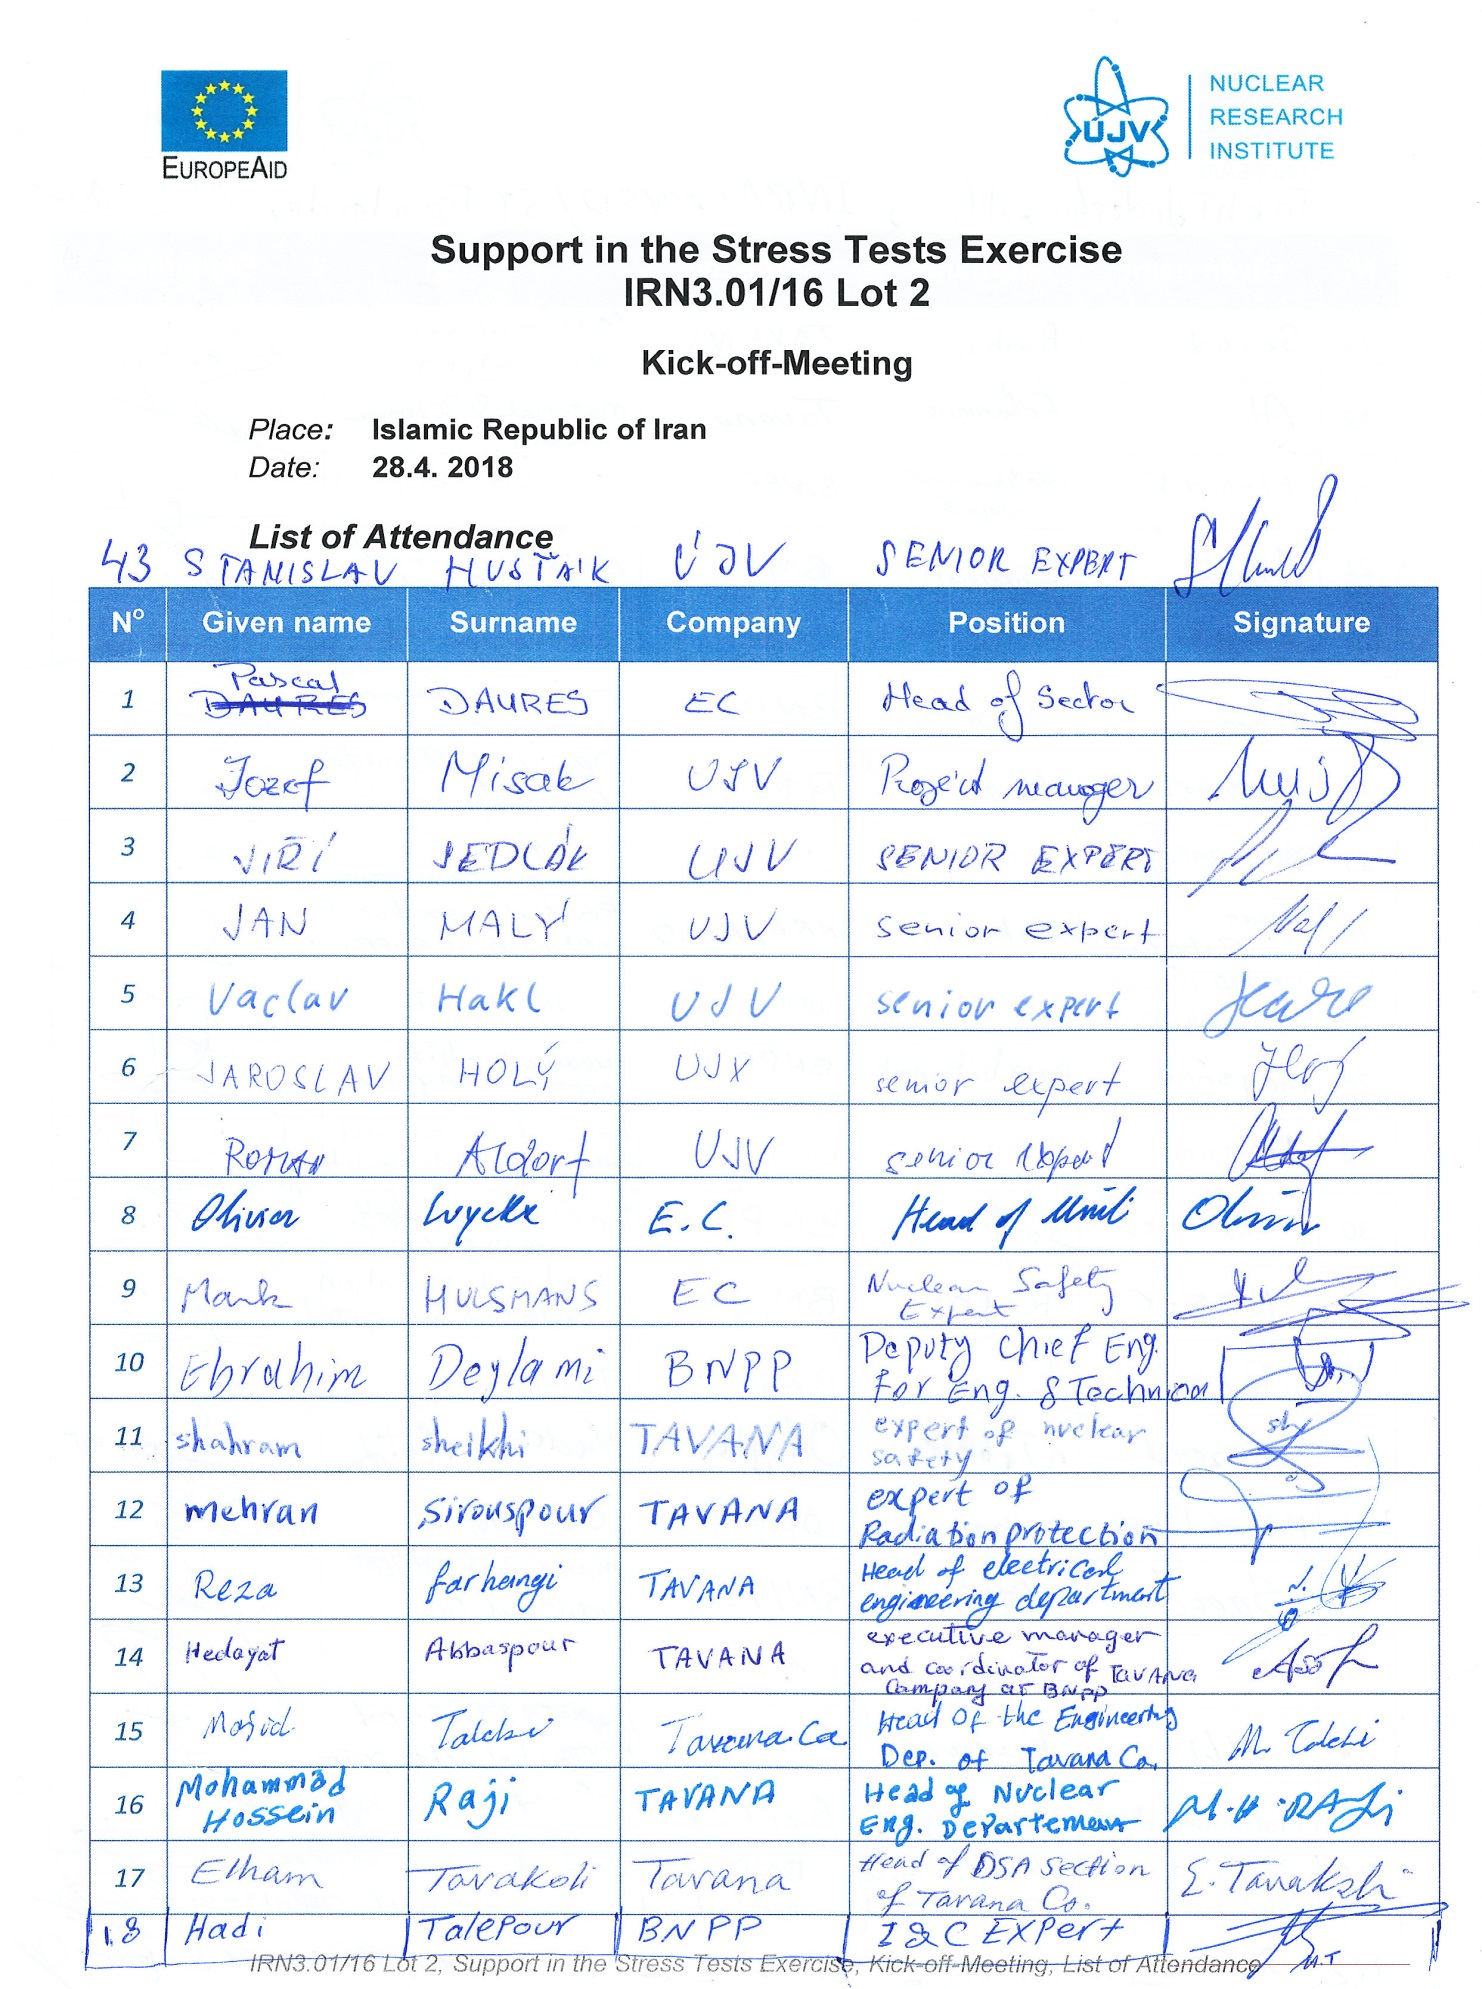 EUROPEAID
ÚJV
NUCLEAR
RESEARCH
INSTITUTE
Support in the Stress Tests Exercise
IRN3.01/16 Lot 2
Kick-off-Meeting
Place: Islamic Republic of Iran
Date: 28.4. 2018
List of Attendance
43 STANISLAV HUSŤÁK ÚJV SENIOR EXPERT
N° Given name Surname Company Position Signature
1 Pascal DAURES DAURES EC Head of Sector
2 Jozef Misak UJV Project manager
3 JIŘÍ SEDLÁK UJV SENIOR EXPERT
4 JAN MALÝ UJV senior expert
5 Vaclav Hakl UJV senior expert
6 JAROSLAV HOLÝ UJV senior expert
7 ROMAN Aldorf UJV senior expert
8 Olivier Luyckx E.C. Head of Unit
9 Mark HULSMANS EC Nuclear Safety
Expert
10 Ebrahim Deylami BNPP Deputy Chief Eng.
For Eng. & Technical
11 shahram sheikhi TAVANA expert of nuclear
safety
12 mehran sirouspour TAVANA expert of
Radiation protection
13 Reza farhangi TAVANA Head of electrical
engineering department
14 Hedayat Abbaspour TAVANA executive manager
and coordinator of TAVANA
Company at BNPP
15 Majid Talebi Tavana Co Head Of the Engineering
Dep. of Tavana Co. M. Talebi
16 Mohammad
Hossein Raji TAVANA Head of Nuclear
Eng. Departement M.H.RAJi
17 Elham Tavakoli Tavana Head of DSA section
of Tavana Co. E. Tavakoli
18 Hadi Talepour BNPP I&C Expert
IRN3.01/16 Lot 2, Support in the Stress Tests Exercise, Kick-off-Meeting, List of Attendance